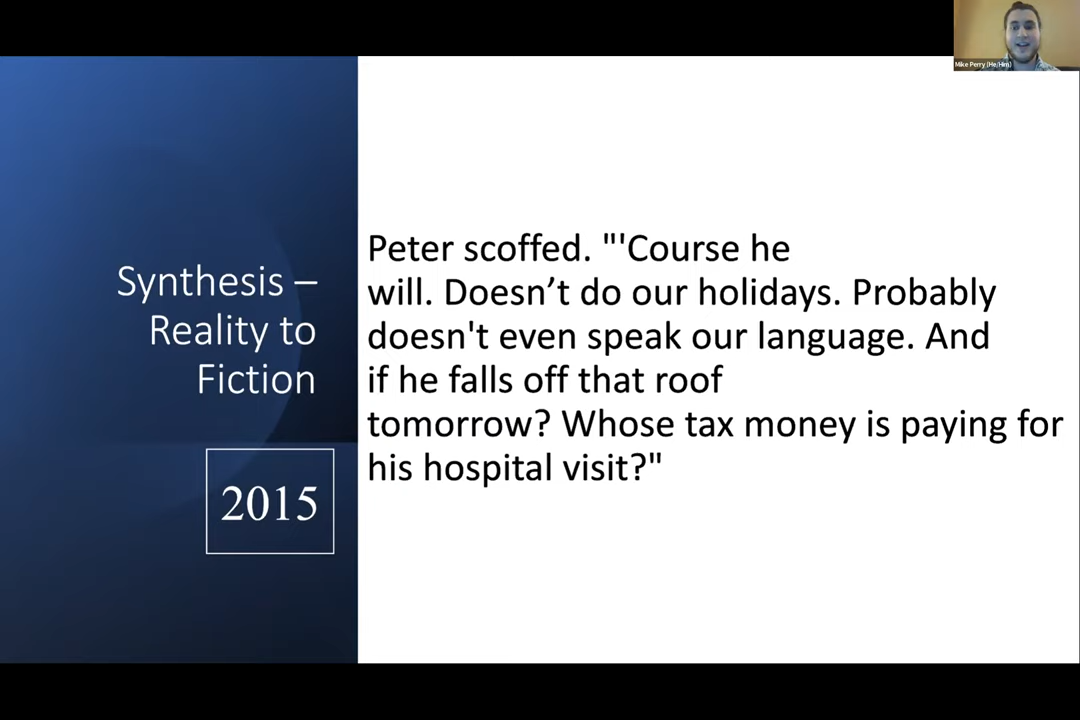 Mike Perry (He/Him)
Synthesis –
Reality to
Fiction
2015
Peter scoffed. "'Course he
will. Doesn’t do our holidays. Probably
doesn't even speak our language. And
if he falls off that roof
tomorrow? Whose tax money is paying for
his hospital visit?"